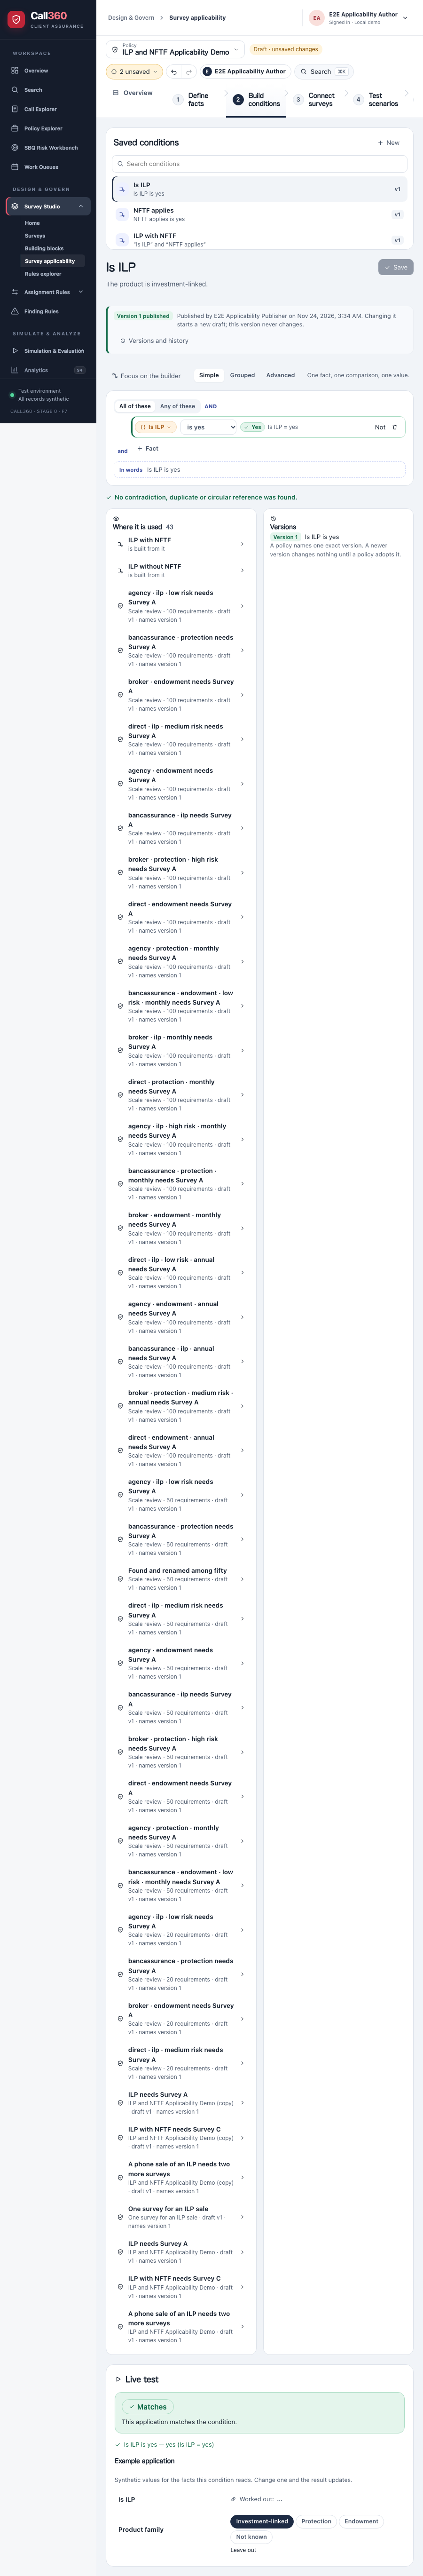 Call360
CLIENT ASSURANCE
WORKSPACE
Overview
Search
Call Explorer
Policy Explorer
SBQ Risk Workbench
Work Queues
DESIGN & GOVERN
Survey Studio
Home
Surveys
Building blocks
Survey applicability
Rules explorer
Assignment Rules
Finding Rules
SIMULATE & ANALYZE
Simulation & Evaluation
Analytics
S4
Test environment
All records synthetic
CALL360 · STAGE 0 · P7
Design & Govern > Survey applicability
EA
E2E Applicability Author
Signed in · Local demo
Policy
ILP and NFTF Applicability Demo
Draft · unsaved changes
2 unsaved
E E2E Applicability Author
Search ⌘K
Overview
1 Define facts
2 Build conditions
3 Connect surveys
4 Test scenarios
Saved conditions
+ New
Search conditions
Is ILP
Is ILP is yes
v1
NFTF applies
NFTF applies is yes
v1
ILP with NFTF
"Is ILP" and "NFTF applies"
v1
Is ILP
Save
The product is investment-linked.
Version 1 published
Published by E2E Applicability Publisher on Nov 24, 2026, 3:34 AM. Changing it
starts a new draft; this version never changes.
Versions and history
Focus on the builder
Simple Grouped Advanced
One fact, one comparison, one value.
All of these Any of these AND
Is ILP
is yes
Yes
Is ILP = yes
Not
and
+ Fact
In words Is ILP is yes
No contradiction, duplicate or circular reference was found.
Where it is used 43
ILP with NFTF
is built from it
ILP without NFTF
is built from it
agency · ilp · low risk needs
Survey A
Scale review · 100 requirements · draft
v1 · names version 1
bancassurance · protection needs
Survey A
Scale review · 100 requirements · draft
v1 · names version 1
broker · endowment needs Survey
A
Scale review · 100 requirements · draft
v1 · names version 1
direct · ilp · medium risk needs
Survey A
Scale review · 100 requirements · draft
v1 · names version 1
agency · endowment needs
Survey A
Scale review · 100 requirements · draft
v1 · names version 1
bancassurance · ilp needs Survey
A
Scale review · 100 requirements · draft
v1 · names version 1
broker · protection · high risk
needs Survey A
Scale review · 100 requirements · draft
v1 · names version 1
direct · endowment needs Survey
A
Scale review · 100 requirements · draft
v1 · names version 1
agency · protection · monthly
needs Survey A
Scale review · 100 requirements · draft
v1 · names version 1
bancassurance · endowment · low
risk · monthly needs Survey A
Scale review · 100 requirements · draft
v1 · names version 1
broker · ilp · monthly needs
Survey A
Scale review · 100 requirements · draft
v1 · names version 1
direct · protection · monthly
needs Survey A
Scale review · 100 requirements · draft
v1 · names version 1
agency · ilp · high risk · monthly
needs Survey A
Scale review · 100 requirements · draft
v1 · names version 1
bancassurance · protection ·
monthly needs Survey A
Scale review · 100 requirements · draft
v1 · names version 1
broker · endowment · monthly
needs Survey A
Scale review · 100 requirements · draft
v1 · names version 1
direct · ilp · low risk · annual
needs Survey A
Scale review · 100 requirements · draft
v1 · names version 1
agency · endowment · annual
needs Survey A
Scale review · 100 requirements · draft
v1 · names version 1
bancassurance · ilp · annual
needs Survey A
Scale review · 100 requirements · draft
v1 · names version 1
broker · protection · medium risk ·
annual needs Survey A
Scale review · 100 requirements · draft
v1 · names version 1
direct · endowment · annual
needs Survey A
Scale review · 100 requirements · draft
v1 · names version 1
agency · ilp · low risk needs
Survey A
Scale review · 50 requirements · draft
v1 · names version 1
bancassurance · protection needs
Survey A
Scale review · 50 requirements · draft
v1 · names version 1
Found and renamed among fifty
Scale review · 50 requirements · draft
v1 · names version 1
direct · ilp · medium risk needs
Survey A
Scale review · 50 requirements · draft
v1 · names version 1
agency · endowment needs
Survey A
Scale review · 50 requirements · draft
v1 · names version 1
bancassurance · ilp needs Survey
A
Scale review · 50 requirements · draft
v1 · names version 1
broker · protection · high risk
needs Survey A
Scale review · 50 requirements · draft
v1 · names version 1
direct · endowment needs Survey
A
Scale review · 50 requirements · draft
v1 · names version 1
agency · protection · monthly
needs Survey A
Scale review · 50 requirements · draft
v1 · names version 1
bancassurance · endowment · low
risk · monthly needs Survey A
Scale review · 50 requirements · draft
v1 · names version 1
agency · ilp · low risk needs
Survey A
Scale review · 20 requirements · draft
v1 · names version 1
bancassurance · protection needs
Survey A
Scale review · 20 requirements · draft
v1 · names version 1
broker · endowment needs Survey
A
Scale review · 20 requirements · draft
v1 · names version 1
direct · ilp · medium risk needs
Survey A
Scale review · 20 requirements · draft
v1 · names version 1
ILP needs Survey A
ILP and NFTF Applicability Demo (copy)
· draft v1 · names version 1
ILP with NFTF needs Survey C
ILP and NFTF Applicability Demo (copy)
· draft v1 · names version 1
A phone sale of an ILP needs two
more surveys
ILP and NFTF Applicability Demo (copy)
· draft v1 · names version 1
One survey for an ILP sale
One survey for an ILP sale · draft v1 ·
names version 1
ILP needs Survey A
ILP and NFTF Applicability Demo · draft
v1 · names version 1
ILP with NFTF needs Survey C
ILP and NFTF Applicability Demo · draft
v1 · names version 1
A phone sale of an ILP needs two
more surveys
ILP and NFTF Applicability Demo · draft
v1 · names version 1
Versions
Version 1 Is ILP is yes
A policy names one exact version. A newer
version changes nothing until a policy adopts it.
Live test
Matches
This application matches the condition.
Is ILP is yes — yes (Is ILP = yes)
Example application
Synthetic values for the facts this condition reads. Change one and the result updates.
Is ILP
Worked out: ...
Product family
Investment-linked Protection Endowment
Not known
Leave out